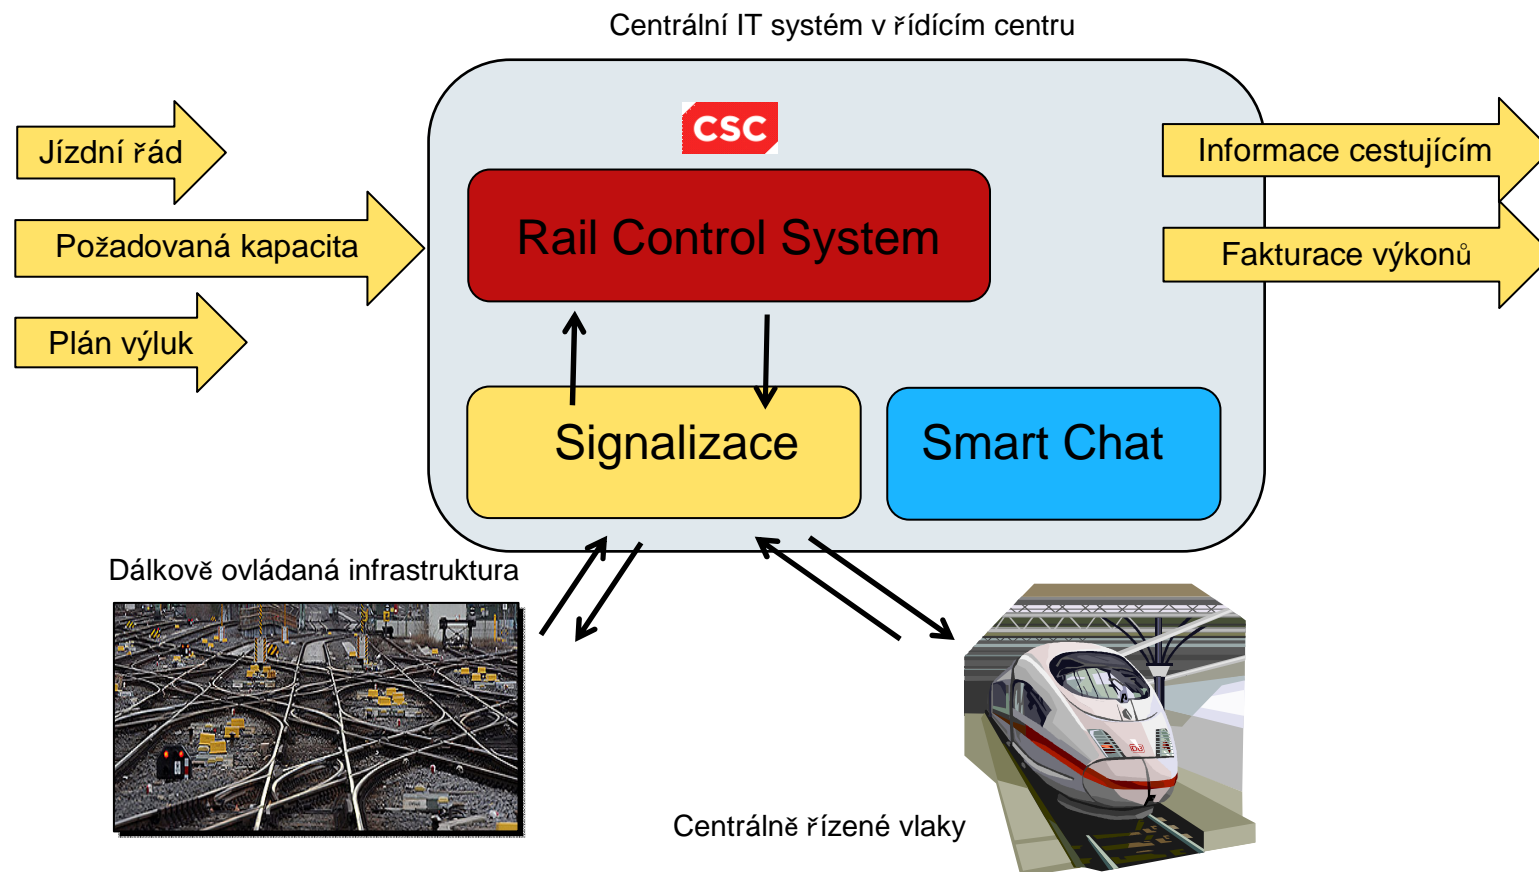 Centrální IT systém v řídícím centru
CSC
Jízdní řád
Požadovaná kapacita
Plán výluk
Rail Control System
Signalizace
Smart Chat
Informace cestujícím
Fakturace výkonů
Dálkově ovládaná infrastruktura
Centrálně řízené vlaky